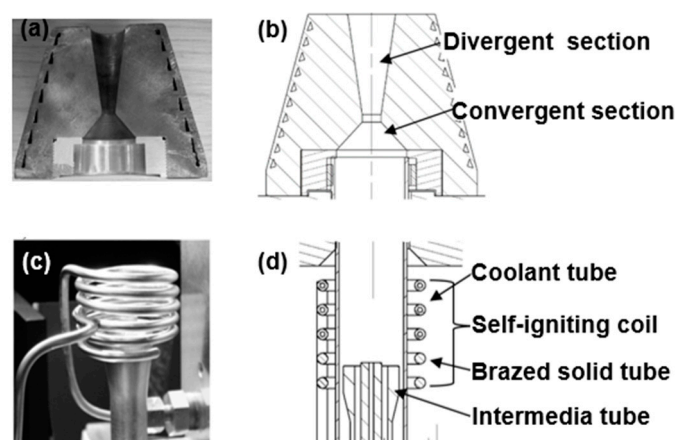 (a)
(b)
Divergent section
Convergent section
(c)
(d)
Coolant tube
Self-igniting coil
Brazed solid tube
Intermedia tube